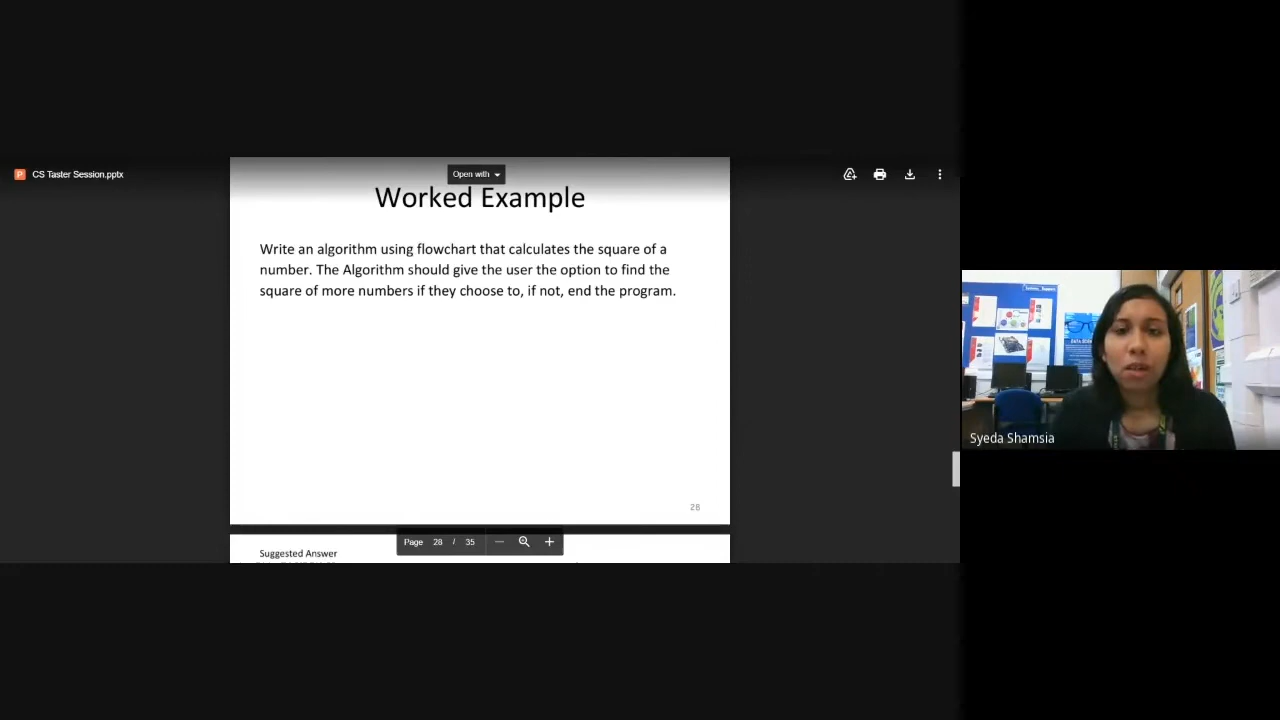 CS Taster Session.pptx
Open with
Worked Example
Write an algorithm using flowchart that calculates the square of a
number. The Algorithm should give the user the option to find the
square of more numbers if they choose to, if not, end the program.
28
Page 28 / 35
Suggested Answer
Syeda Shamsia